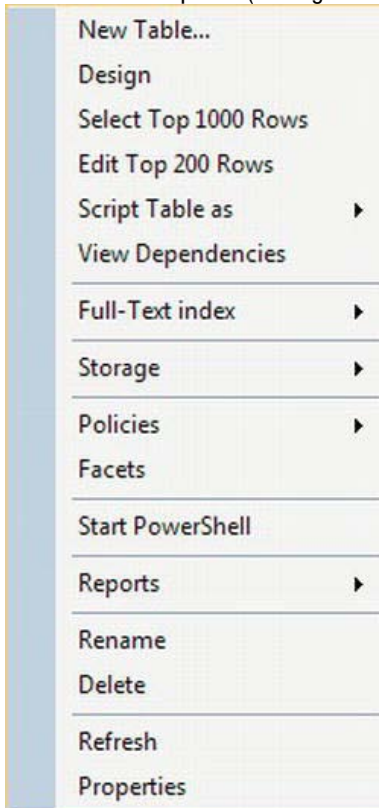 New Table...
Design
Select Top 1000 Rows
Edit Top 200 Rows
Script Table as
View Dependencies
Full-Text index
Storage
Policies
Facets
Start PowerShell
Reports
Rename
Delete
Refresh
Properties